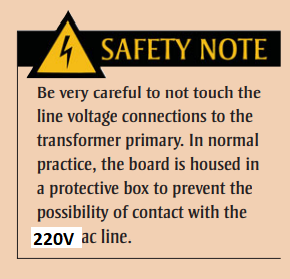 SAFETY NOTE
Be very careful to not touch the
line voltage connections to the
transformer primary. In normal
practice, the board is housed in
a protective box to prevent the
possibility of contact with the
220V ac line.